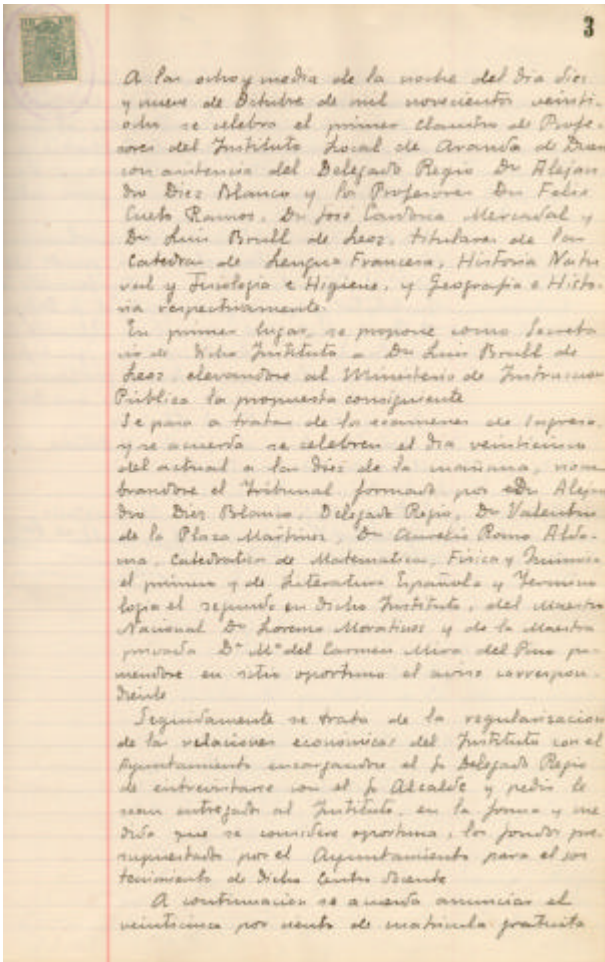 3
A las ocho y media de la noche del dia diez
y nueve de Octubre de mil novecientos veinti-
ocho se celebra el primer Claustro de Profe-
sores del Instituto Local de Aranda de Duero
con asistencia del Delegado Regio Dn Alejan
dro Diez Blanco y los Profesores Dn Felix
Cueto Ramos, Dn José Cardona Mercadal y
Dn Luis Brull de Leoz, titulares de las
Catedras de Lengua Francesa, Historia Natu
ral y Fisiologia e Higiene, y Geografia e Histo-
ria respectivamente.
En primer lugar, se propone como Secreta
rio de dicho Instituto a Dn Luis Brull de
Leoz, elevandose al Ministerio de Instruccion
Pública la propuesta consiguiente
Se pasa a tratar de los examenes de Ingreso,
y se acuerda se celebren el dia veinticinco
del actual a las diez de la mañana, nom
brandose el Tribunal formado por Dn Alejan
dro Diez Blanco, Delegado Regio, Dn Valentin
de la Plaza Martinez, Dn Aurelio Romo Alda-
ma, Catedraticos de Matematicas, Fisica y Quimica
el primero y de Literatura Española y Termino
logia el segundo en dicho Instituto, del Maestro
Nacional Dn Lorenzo Moratinos y de la Maestra
privada Dª Mª del Carmen Mira del Pino po-
niendose en sitio oportuno el aviso correspon-
diente
Seguidamente se trata de la regularizacion
de las relaciones economicas del Instituto con el
Ayuntamiento encargandose el Sr Delegado Regio
de entrevistarse con el Sr Alcalde y pedir le
sean entregados al Instituto, en la forma y me
dida que se considere oportuna, los fondos pre-
supuestados por el Ayuntamiento para el sos
tenimiento de dicho Centro docente
A continuacion se acuerda anunciar el
veinticinco por ciento de matricula gratuita